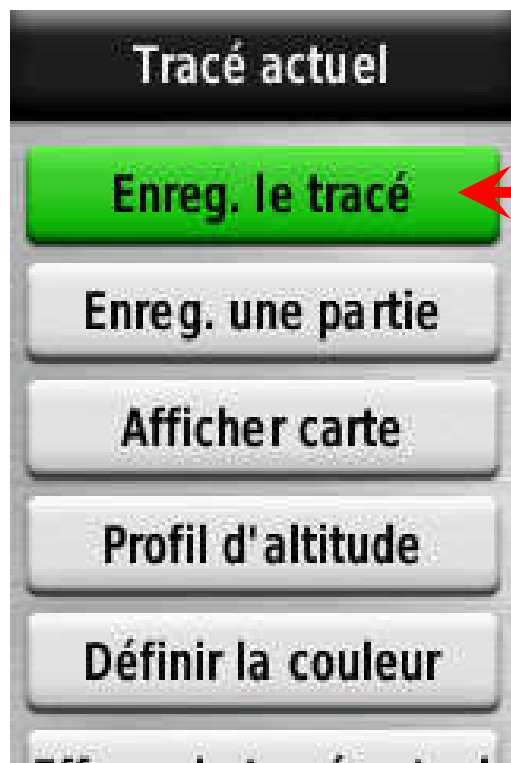 Tracé actuel
Enreg. le tracé
Enreg. une partie
Afficher carte
Profil d'altitude
Définir la couleur